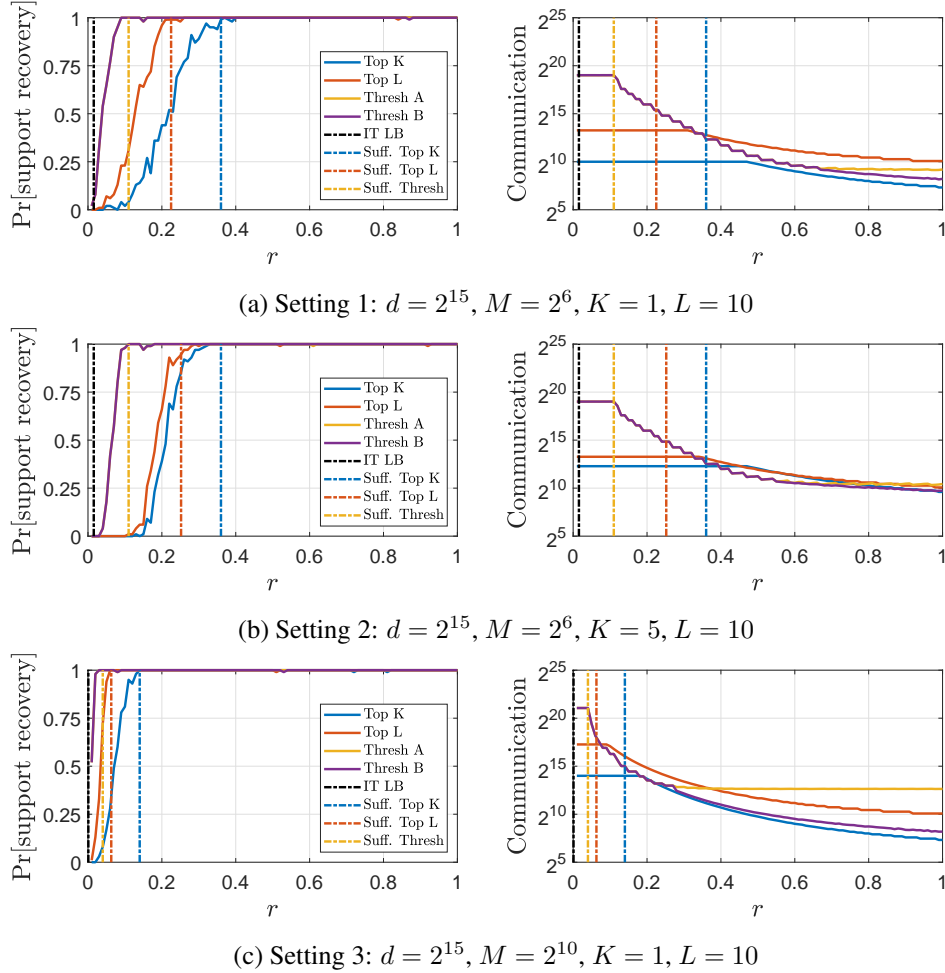 Pr[support recovery]
1
0.75
0.5
0.25
0
0 0.2 0.4 0.6 0.8 1
r
Top K
Top L
Thresh A
Thresh B
IT LB
Suff. Top K
Suff. Top L
Suff. Thresh
Communication
2^25
2^20
2^15
2^10
2^5
0 0.2 0.4 0.6 0.8 1
r
(a) Setting 1: d = 2^15, M = 2^6, K = 1, L = 10
Pr[support recovery]
1
0.75
0.5
0.25
0
0 0.2 0.4 0.6 0.8 1
r
Top K
Top L
Thresh A
Thresh B
IT LB
Suff. Top K
Suff. Top L
Suff. Thresh
Communication
2^25
2^20
2^15
2^10
2^5
0 0.2 0.4 0.6 0.8 1
r
(b) Setting 2: d = 2^15, M = 2^6, K = 5, L = 10
Pr[support recovery]
1
0.75
0.5
0.25
0
0 0.2 0.4 0.6 0.8 1
r
Top K
Top L
Thresh A
Thresh B
IT LB
Suff. Top K
Suff. Top L
Suff. Thresh
Communication
2^25
2^20
2^15
2^10
2^5
0 0.2 0.4 0.6 0.8 1
r
(c) Setting 3: d = 2^15, M = 2^10, K = 1, L = 10